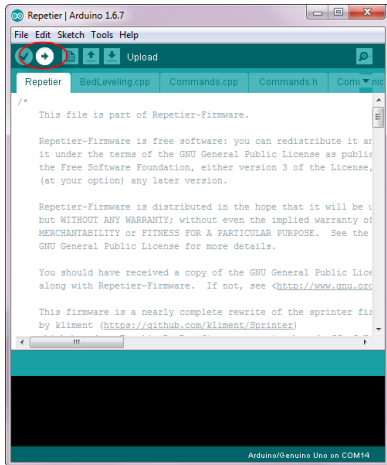 Repetier | Arduino 1.6.7
File Edit Sketch Tools Help
Upload
Repetier BedLeveling.cpp Commands.cpp Commands.h
/*
This file is part of Repetier-Firmware.
Repetier-Firmware is free software: you can redistribute it
it under the terms of the GNU General Public License as
the Free Software Foundation, either version 3 of the License,
(at your option) any later version.
Repetier-Firmware is distributed in the hope that it will be
but WITHOUT ANY WARRANTY; without even the implied warranty of
MERCHANTABILITY or FITNESS FOR A PARTICULAR PURPOSE. See the
GNU General Public License for more details.
You should have received a copy of the GNU General Public
along with Repetier-Firmware. If not, see <http://www.gnu.org
This firmware is a nearly complete rewrite of the sprinter
by kliment (https://github.com/kliment/Sprinter)
Arduino/Genuino Uno on COM14